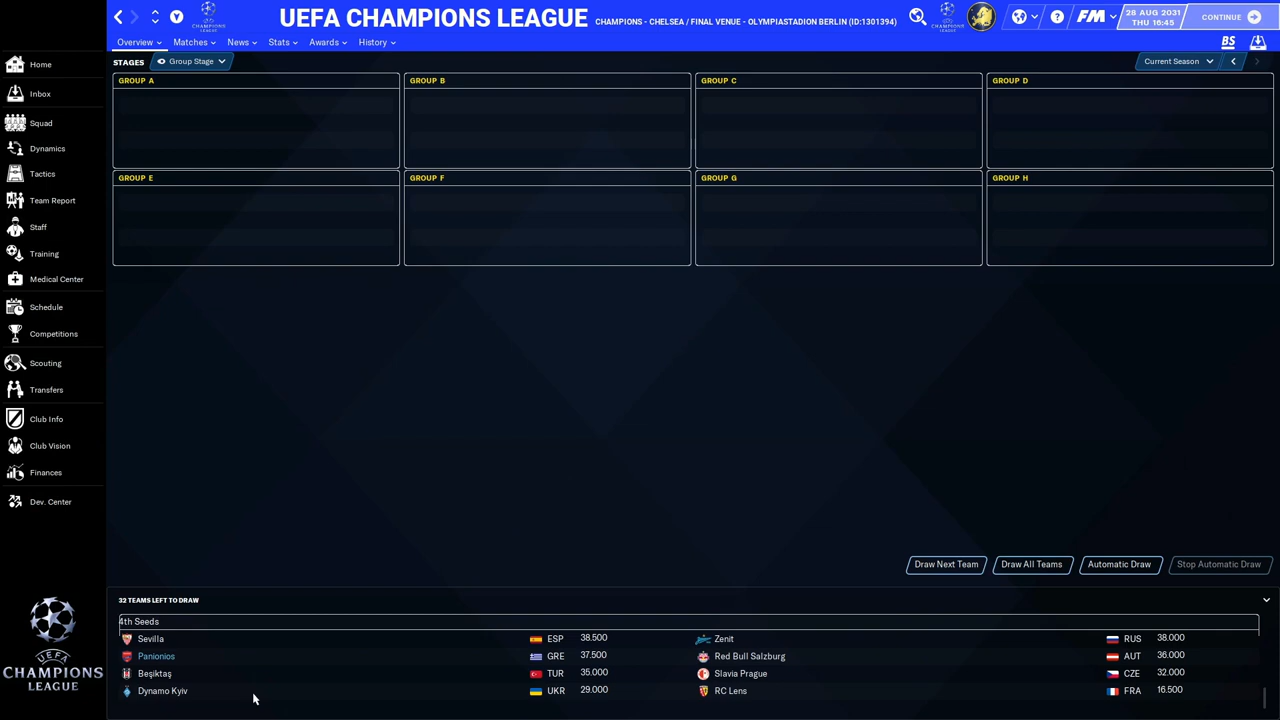 UEFA CHAMPIONS LEAGUE CHAMPIONS - CHELSEA / FINAL VENUE - OLYMPIASTADION BERLIN (ID:1301394)
28 AUG 2031
THU 16:45
CONTINUE
FM
Overview Matches News Stats Awards History
BS
STAGES Group Stage Current Season
GROUP A GROUP B GROUP C GROUP D
GROUP E GROUP F GROUP G GROUP H
Home
Inbox
Squad
Dynamics
Tactics
Team Report
Staff
Training
Medical Center
Schedule
Competitions
Scouting
Transfers
Club Info
Club Vision
Finances
Dev. Center
UEFA
CHAMPIONS
LEAGUE
Draw Next Team Draw All Teams Automatic Draw Stop Automatic Draw
32 TEAMS LEFT TO DRAW
4th Seeds
Sevilla ESP 38.500 Zenit RUS 38.000
Panionios GRE 37.500 Red Bull Salzburg AUT 36.000
Beşiktaş TUR 35.000 Slavia Prague CZE 32.000
Dynamo Kyiv UKR 29.000 RC Lens FRA 16.500